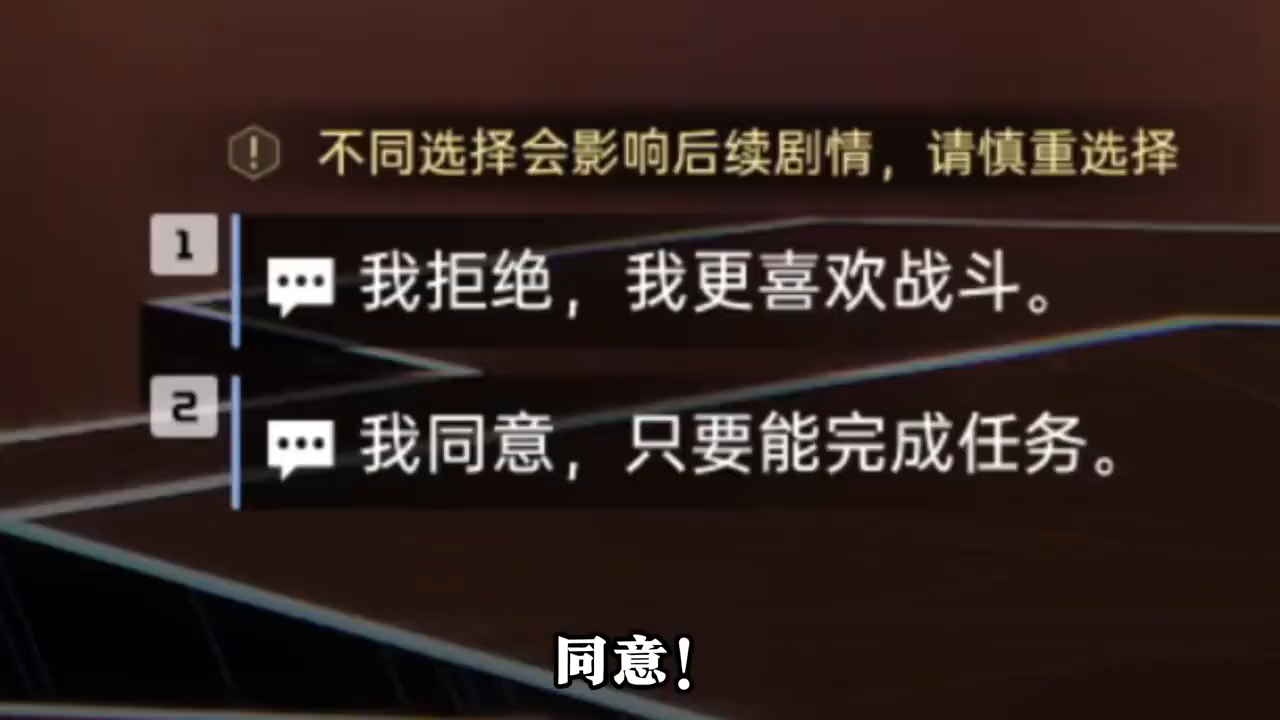 不同选择会影响后续剧情，请慎重选择
1
我拒绝，我更喜欢战斗。
2
我同意，只要能完成任务。
同意！